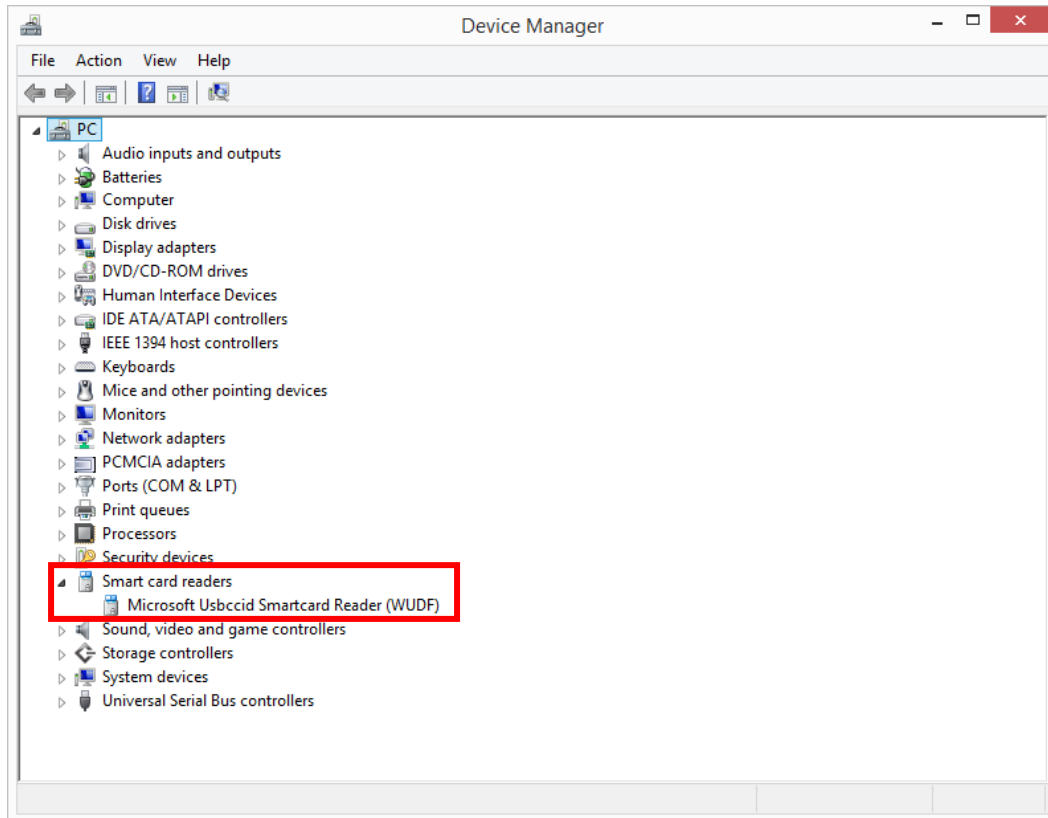 Device Manager
File Action View Help
PC
Audio inputs and outputs
Batteries
Computer
Disk drives
Display adapters
DVD/CD-ROM drives
Human Interface Devices
IDE ATA/ATAPI controllers
IEEE 1394 host controllers
Keyboards
Mice and other pointing devices
Monitors
Network adapters
PCMCIA adapters
Ports (COM & LPT)
Print queues
Processors
Security devices
Smart card readers
Microsoft Usbccid Smartcard Reader (WUDF)
Sound, video and game controllers
Storage controllers
System devices
Universal Serial Bus controllers